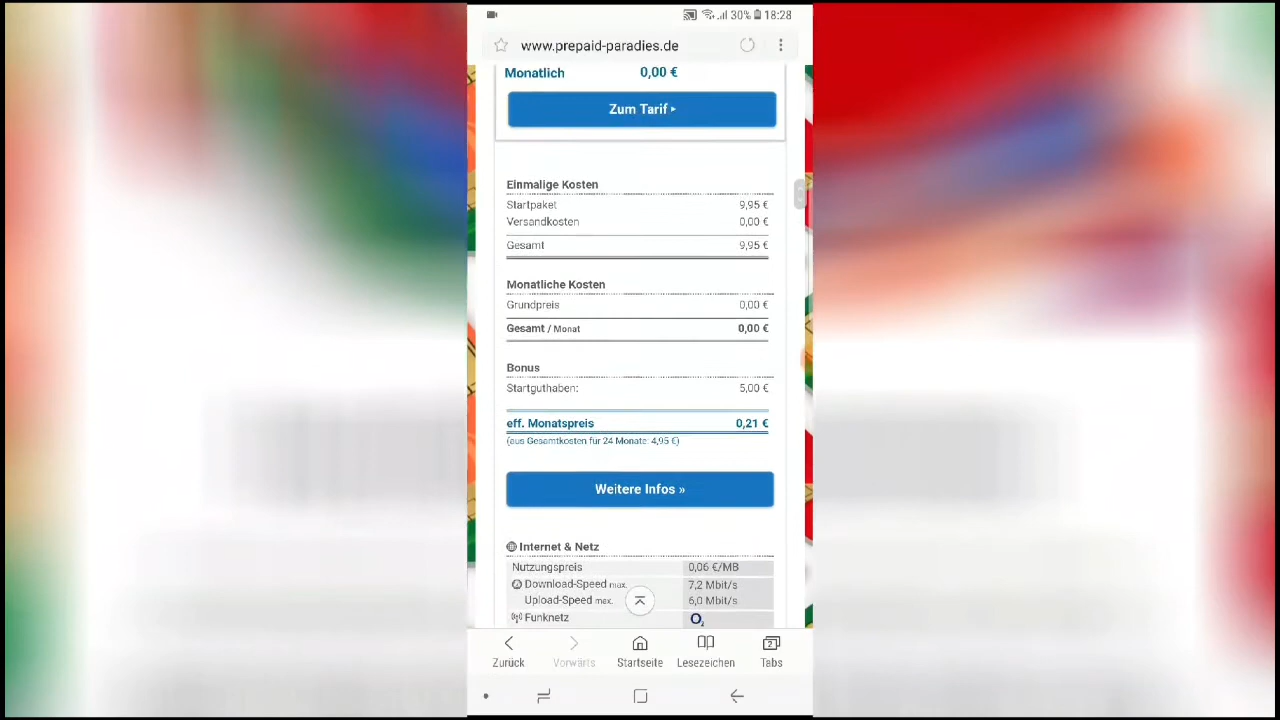 30% 18:28
www.prepaid-paradies.de
Monatlich 0,00 €
Zum Tarif ▸
Einmalige Kosten
Startpaket 9,95 €
Versandkosten 0,00 €
Gesamt 9,95 €
Monatliche Kosten
Grundpreis 0,00 €
Gesamt / Monat 0,00 €
Bonus
Startguthaben: 5,00 €
eff. Monatspreis 0,21 €
(aus Gesamtkosten für 24 Monate: 4,95 €)
Weitere Infos »
Internet & Netz
Nutzungspreis 0,06 €/MB
Download-Speed max. 7,2 Mbit/s
Upload-Speed max. 6,0 Mbit/s
Funknetz O₂
Zurück Vorwärts Startseite Lesezeichen 2 Tabs